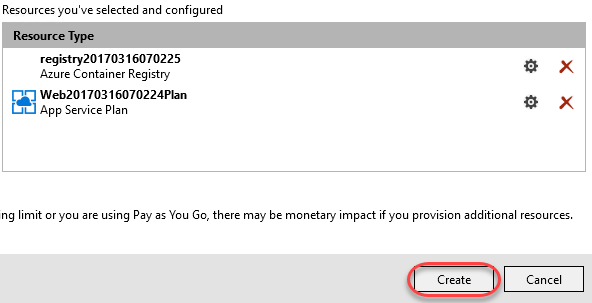 Resources you've selected and configured
Resource Type
registry20170316070225
Azure Container Registry
Web20170316070224Plan
App Service Plan
ing limit or you are using Pay as You Go, there may be monetary impact if you provision additional resources.
Create
Cancel